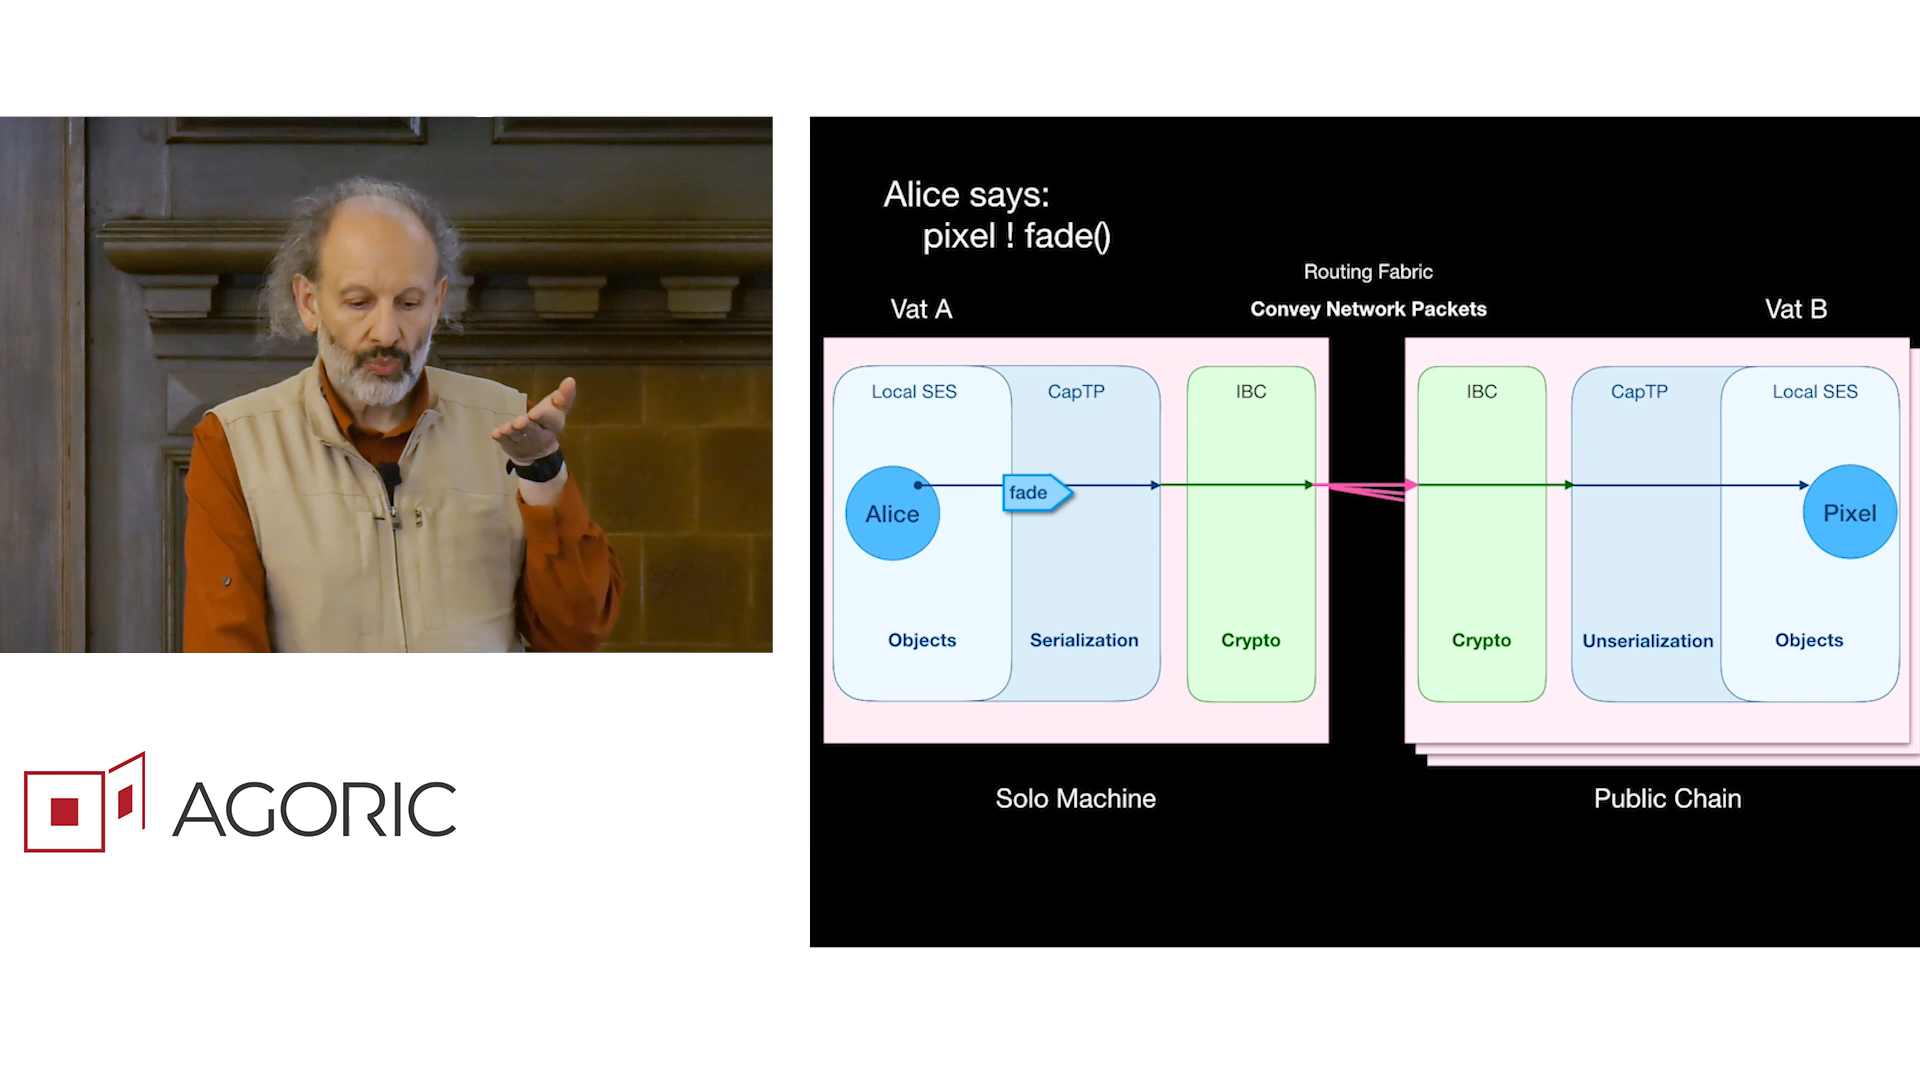 Alice says:
pixel ! fade()
Routing Fabric
Convey Network Packets
Vat A
Vat B
Local SES
CapTP
IBC
IBC
CapTP
Local SES
fade
Alice
Pixel
Objects
Serialization
Crypto
Crypto
Unserialization
Objects
Solo Machine
Public Chain
AGORIC